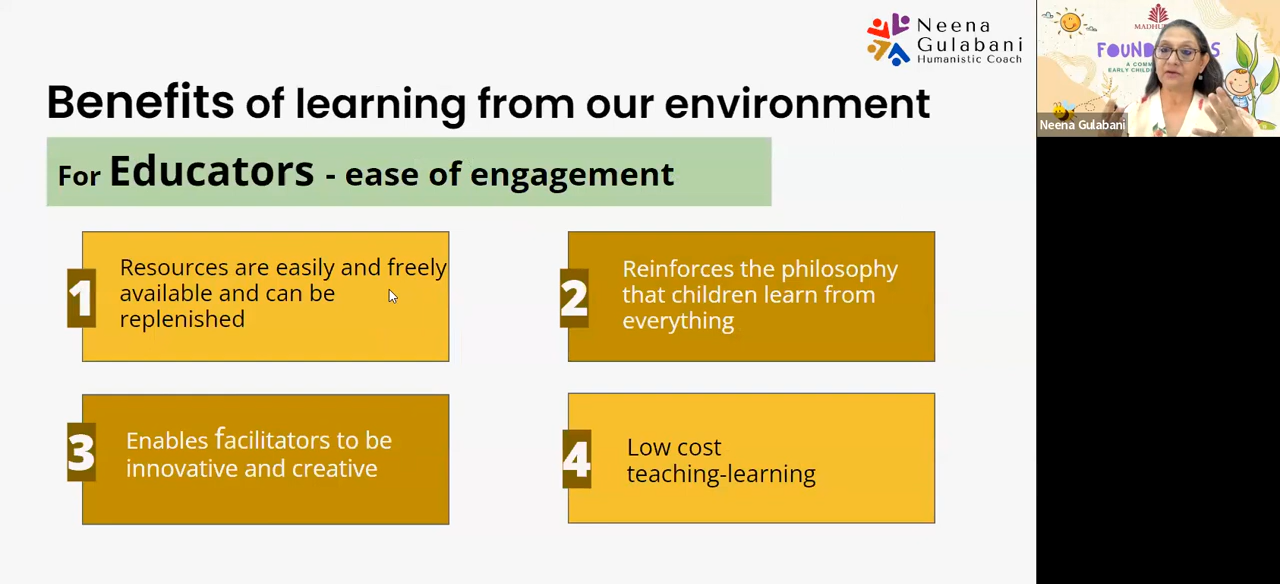 Neena
Gulabani
Humanistic Coach
Benefits of learning from our environment
For Educators - ease of engagement
1
Resources are easily and freely
available and can be
replenished
2
Reinforces the philosophy
that children learn from
everything
3
Enables facilitators to be
innovative and creative
4
Low cost
teaching-learning
Neena Gulabani